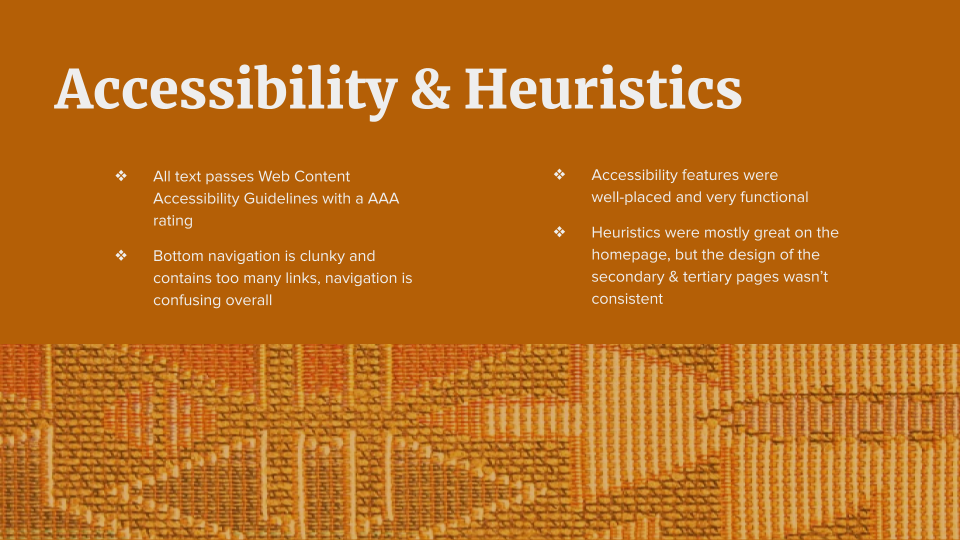 Accessibility & Heuristics
❖ All text passes Web Content
Accessibility Guidelines with a AAA
rating
❖ Bottom navigation is clunky and
contains too many links, navigation is
confusing overall
❖ Accessibility features were
well-placed and very functional
❖ Heuristics were mostly great on the
homepage, but the design of the
secondary & tertiary pages wasn’t
consistent